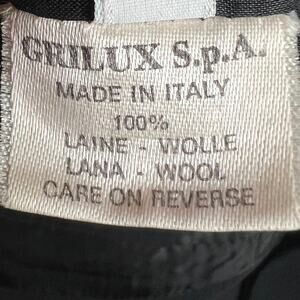 GRILUX S.p.A.
MADE IN ITALY
100%
LAINE - WOLLE
LANA - WOOL
CARE ON REVERSE